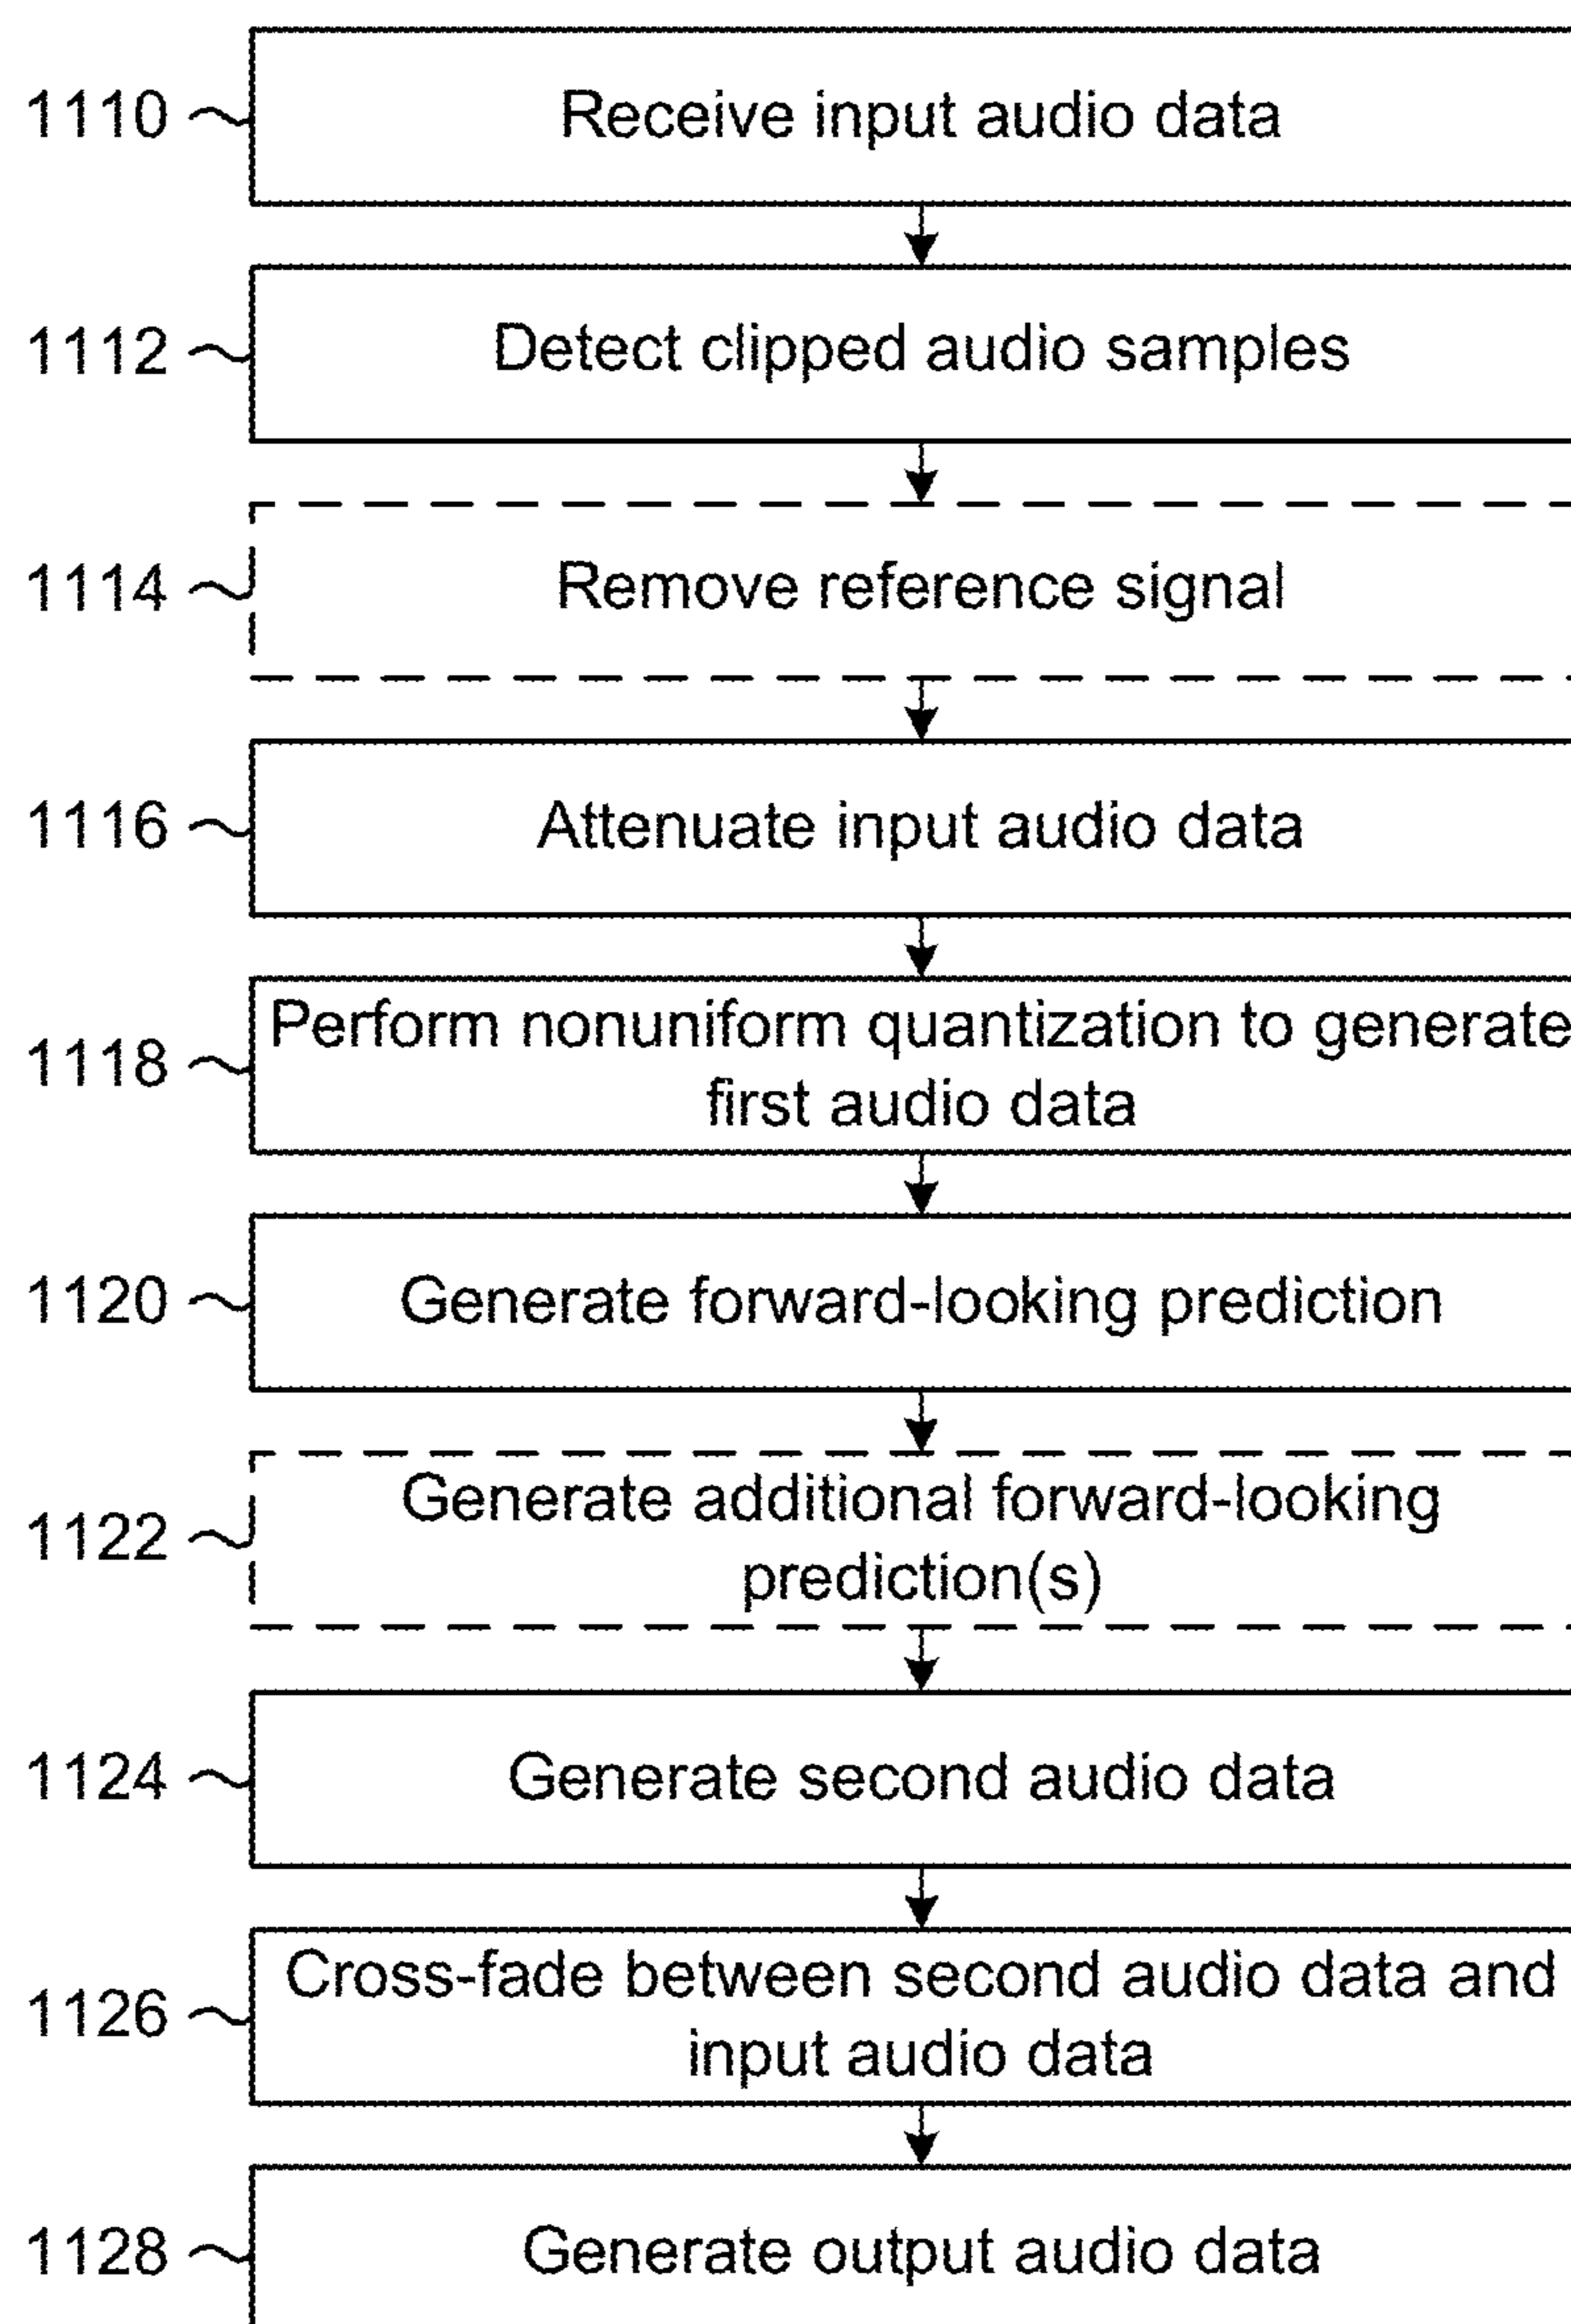 1110 Receive input audio data
1112 Detect clipped audio samples
1114 Remove reference signal
1116 Attenuate input audio data
1118 Perform nonuniform quantization to generate
first audio data
1120 Generate forward-looking prediction
1122 Generate additional forward-looking
prediction(s)
1124 Generate second audio data
1126 Cross-fade between second audio data and
input audio data
1128 Generate output audio data